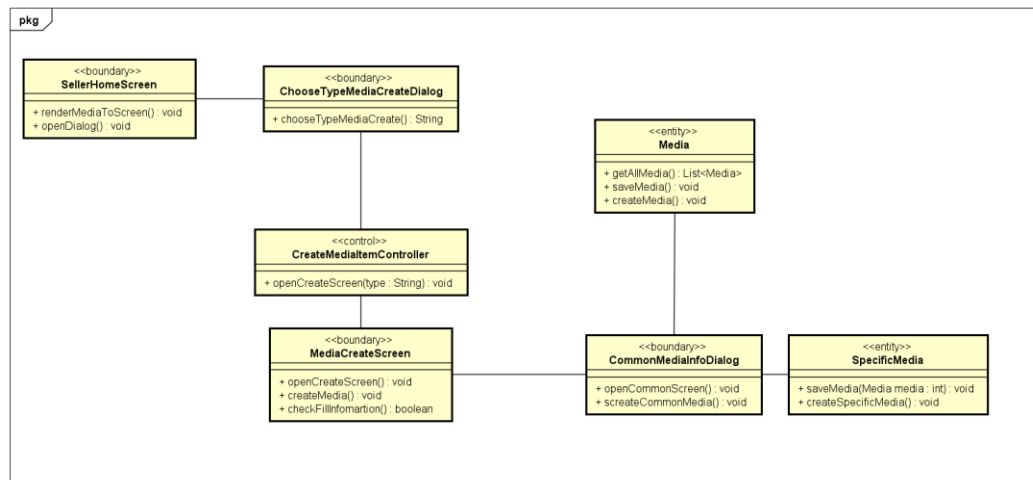 pkg
<<boundary>>
SellerHomeScreen
+ renderMediaToScreen() : void
+ openDialog() : void
<<boundary>>
ChooseTypeMediaCreateDialog
+ chooseTypeMediaCreate() : String
<<entity>>
Media
+ getAllMedia() : List<Media>
+ saveMedia() : void
+ createMedia() : void
<<control>>
CreateMediaItemController
+ openCreateScreen(type : String) : void
<<boundary>>
MediaCreateScreen
+ openCreateScreen() : void
+ createMedia() : void
+ checkFillInfomartion() : boolean
<<boundary>>
CommonMediaInfoDialog
+ openCommonScreen() : void
+ screateCommonMedia() : void
<<entity>>
SpecificMedia
+ saveMedia(Media media : int) : void
+ createSpecificMedia() : void